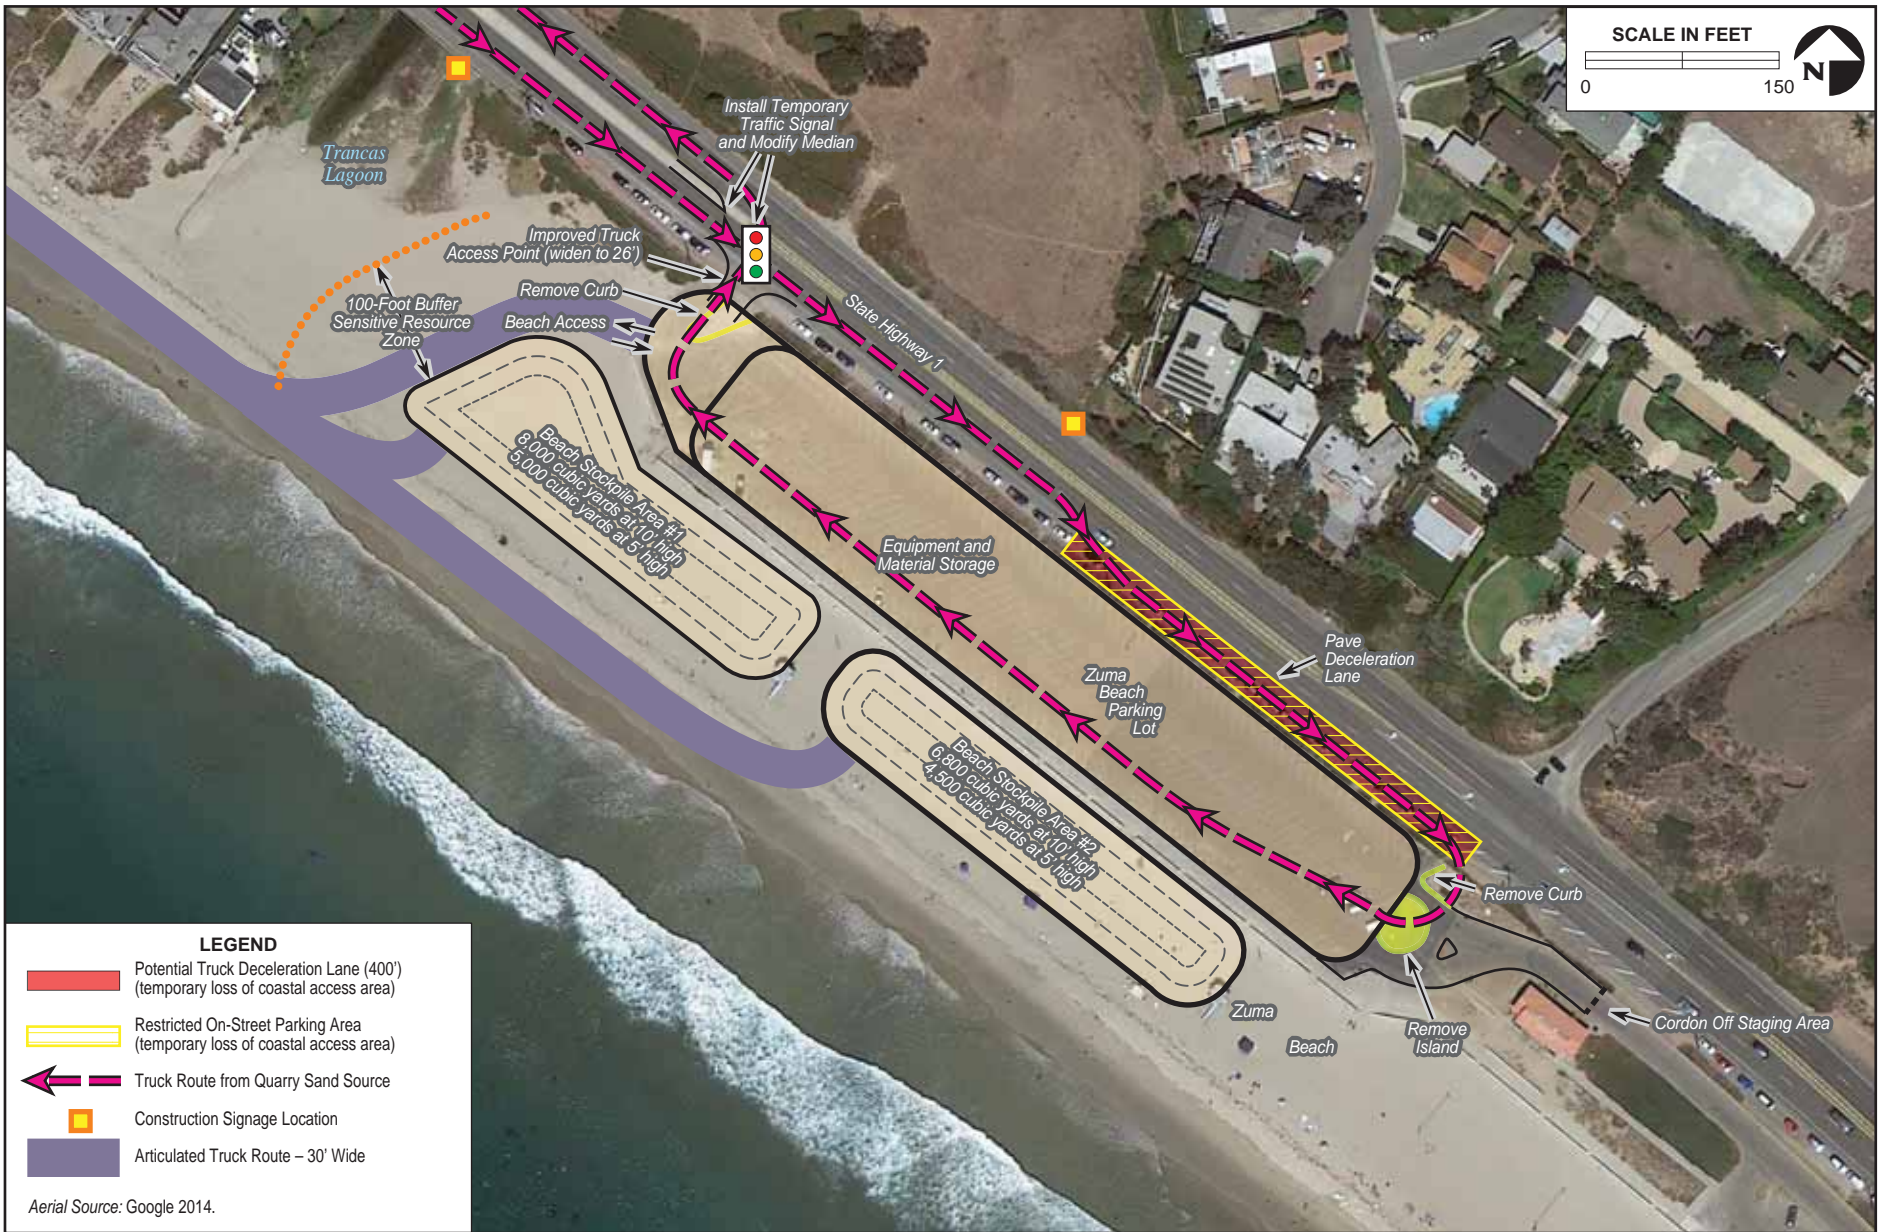 SCALE IN FEET
0 150
N
Install Temporary
Traffic Signal
and Modify Median
Trancas
Lagoon
Improved Truck
Access Point (widen to 26')
Remove Curb
Beach Access
100-Foot Buffer
Sensitive Resource
Zone
State Highway 1
Beach Stockpile Area #1
8,000 cubic yards at 10' high
5,000 cubic yards at 5' high
Equipment and
Material Storage
Pave
Deceleration
Lane
Zuma
Beach
Parking
Lot
Beach Stockpile Area #2
6,800 cubic yards at 10' high
4,500 cubic yards at 5' high
Remove Curb
Zuma
Beach
Remove
Island
Cordon Off Staging Area
LEGEND
Potential Truck Deceleration Lane (400')
(temporary loss of coastal access area)
Restricted On-Street Parking Area
(temporary loss of coastal access area)
Truck Route from Quarry Sand Source
Construction Signage Location
Articulated Truck Route – 30' Wide
Aerial Source: Google 2014.